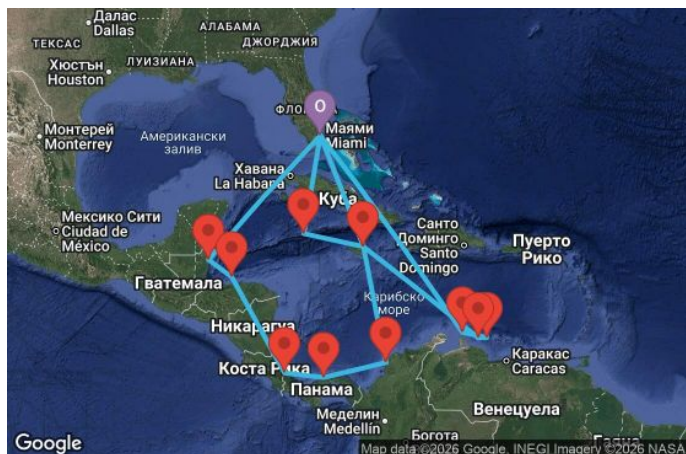 Далас
Dallas
АЛАБАМА
ТЕКСАС
ДЖОРДЖИЯ
Хюстън
Houston
ЛУИЗИАНА
O
Маями
Miami
Монтерей
Monterrey
Американски
залив
Хавана
La Habana
Куба
Мексико Сити
Ciudad de
México
Санто
Доминго
Santo
Domingo
Пуерто
Рико
Гватемала
Карибско
море
Никарагуа
Коста Рика
Панама
Каракас
Caracas
Венецуела
Меделин
Medellín
Богота
Google
Map data ©2026 Google, INEGI Imagery ©2026 NASA